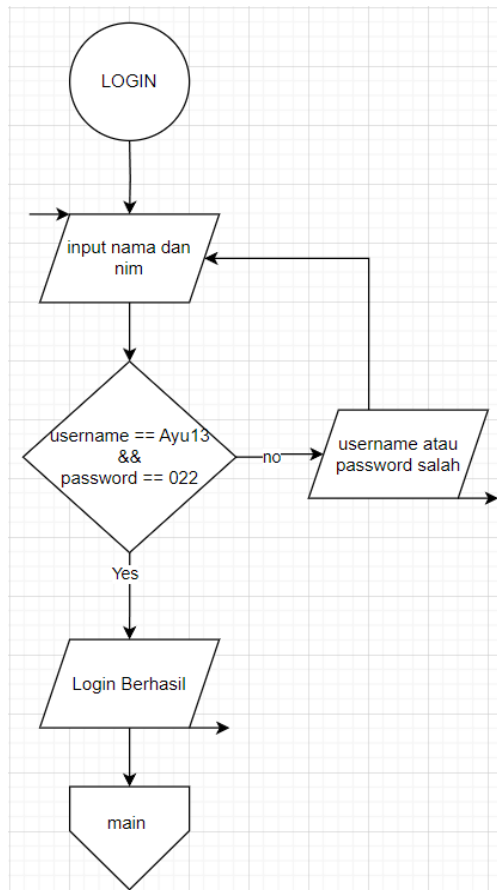 LOGIN
input nama dan
nim
username == Ayu13
&&
password == 022
no
username atau
password salah
Yes
Login Berhasil
main